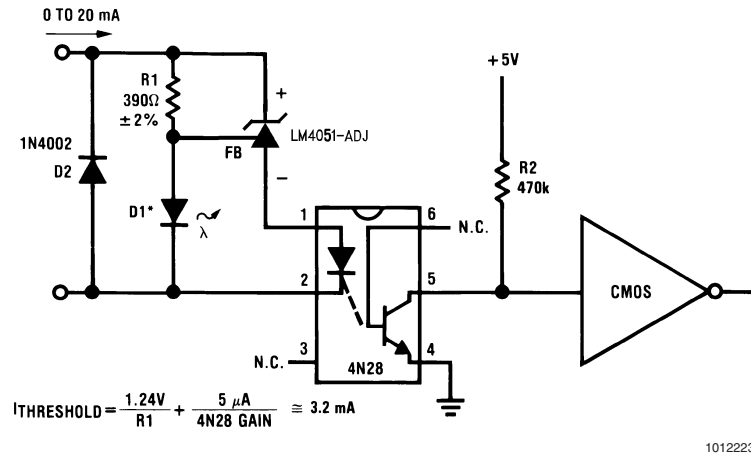 0 TO 20 mA
+5V
R1
390Ω
±2%
+
LM4051-ADJ
FB
−
1N4002
D2
D1*
λ
R2
470k
1
6
N.C.
2
5
CMOS
3
N.C.
4
4N28
ITHRESHOLD = 1.24V / R1 + 5 μA / 4N28 GAIN ≅ 3.2 mA
1012223